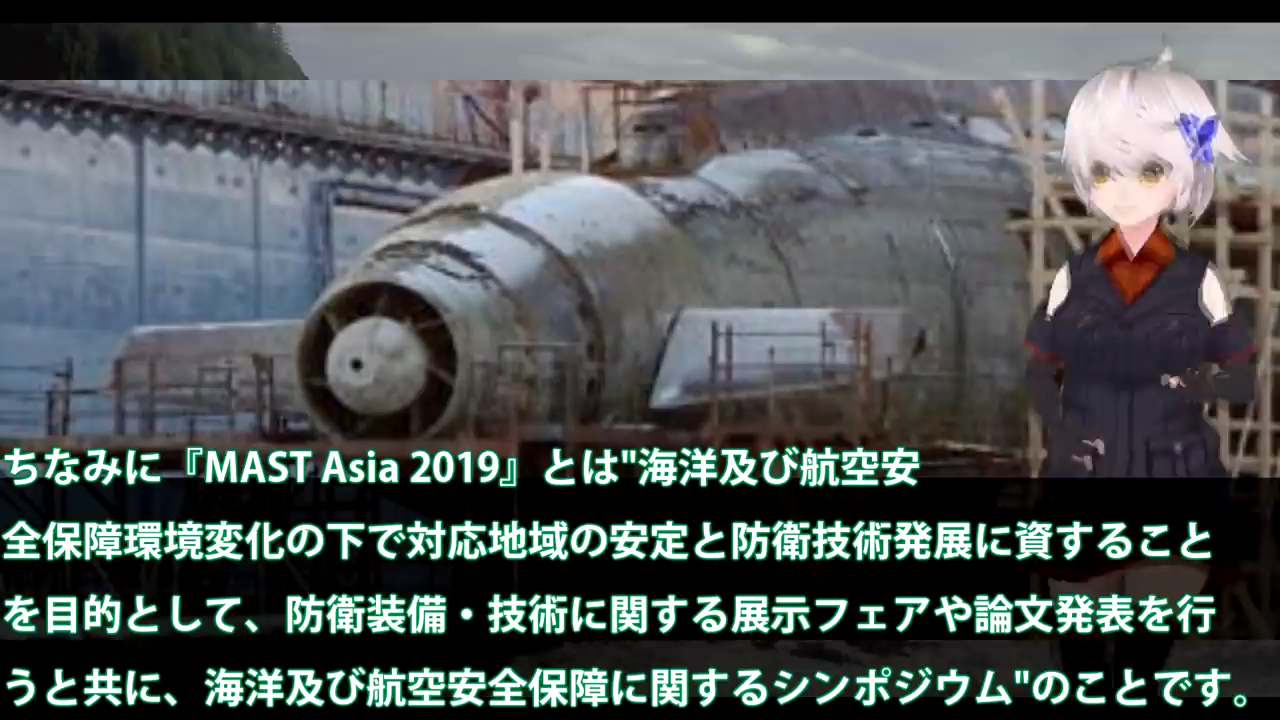 ちなみに『MAST Asia 2019』とは"海洋及び航空安
全保障環境変化の下で対応地域の安定と防衛技術発展に資すること
を目的として、防衛装備・技術に関する展示フェアや論文発表を行
うと共に、海洋及び航空安全保障に関するシンポジウム"のことです。